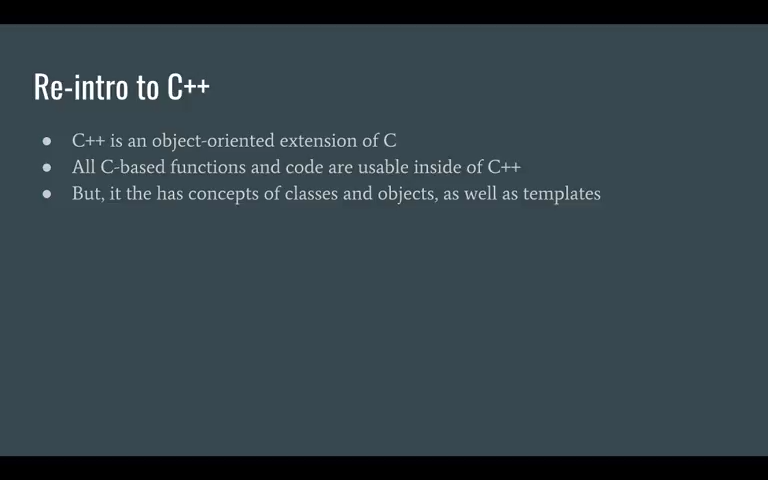 Re-intro to C++
● C++ is an object-oriented extension of C
● All C-based functions and code are usable inside of C++
● But, it the has concepts of classes and objects, as well as templates